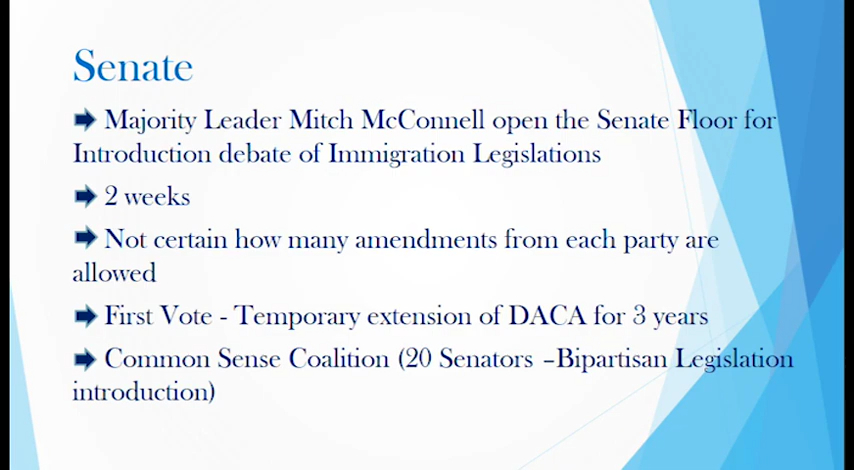 Senate
Majority Leader Mitch McConnell open the Senate Floor for
Introduction debate of Immigration Legislations
2 weeks
Not certain how many amendments from each party are
allowed
First Vote - Temporary extension of DACA for 3 years
Common Sense Coalition (20 Senators –Bipartisan Legislation
introduction)